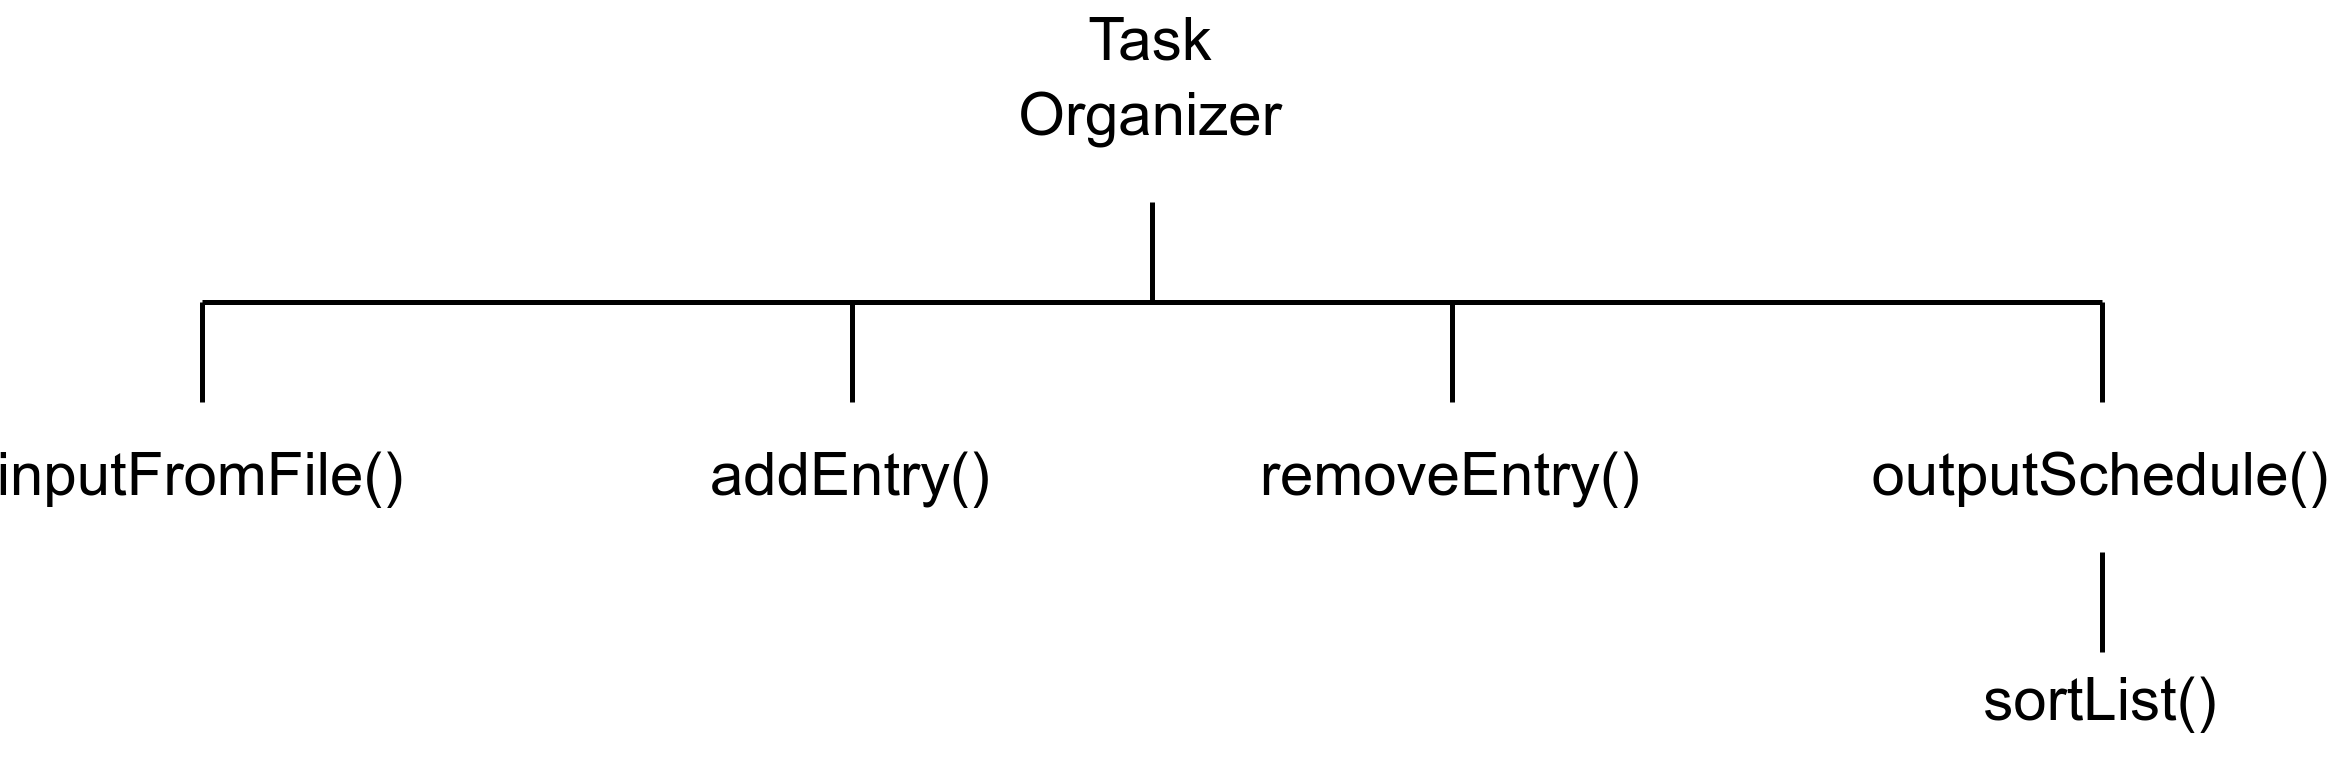 Task
Organizer
inputFromFile()
addEntry()
removeEntry()
outputSchedule()
sortList()